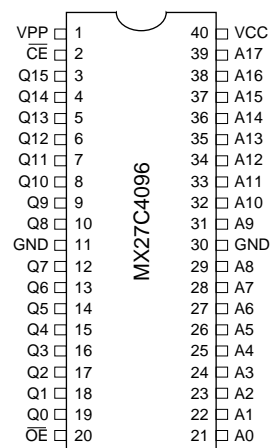 VPP 1 40 VCC
CE 2 39 A17
Q15 3 38 A16
Q14 4 37 A15
Q13 5 36 A14
Q12 6 35 A13
Q11 7 34 A12
Q10 8 33 A11
Q9 9 32 A10
Q8 10 31 A9
GND 11 30 GND
Q7 12 29 A8
Q6 13 28 A7
Q5 14 27 A6
Q4 15 26 A5
Q3 16 25 A4
Q2 17 24 A3
Q1 18 23 A2
Q0 19 22 A1
OE 20 21 A0
MX27C4096